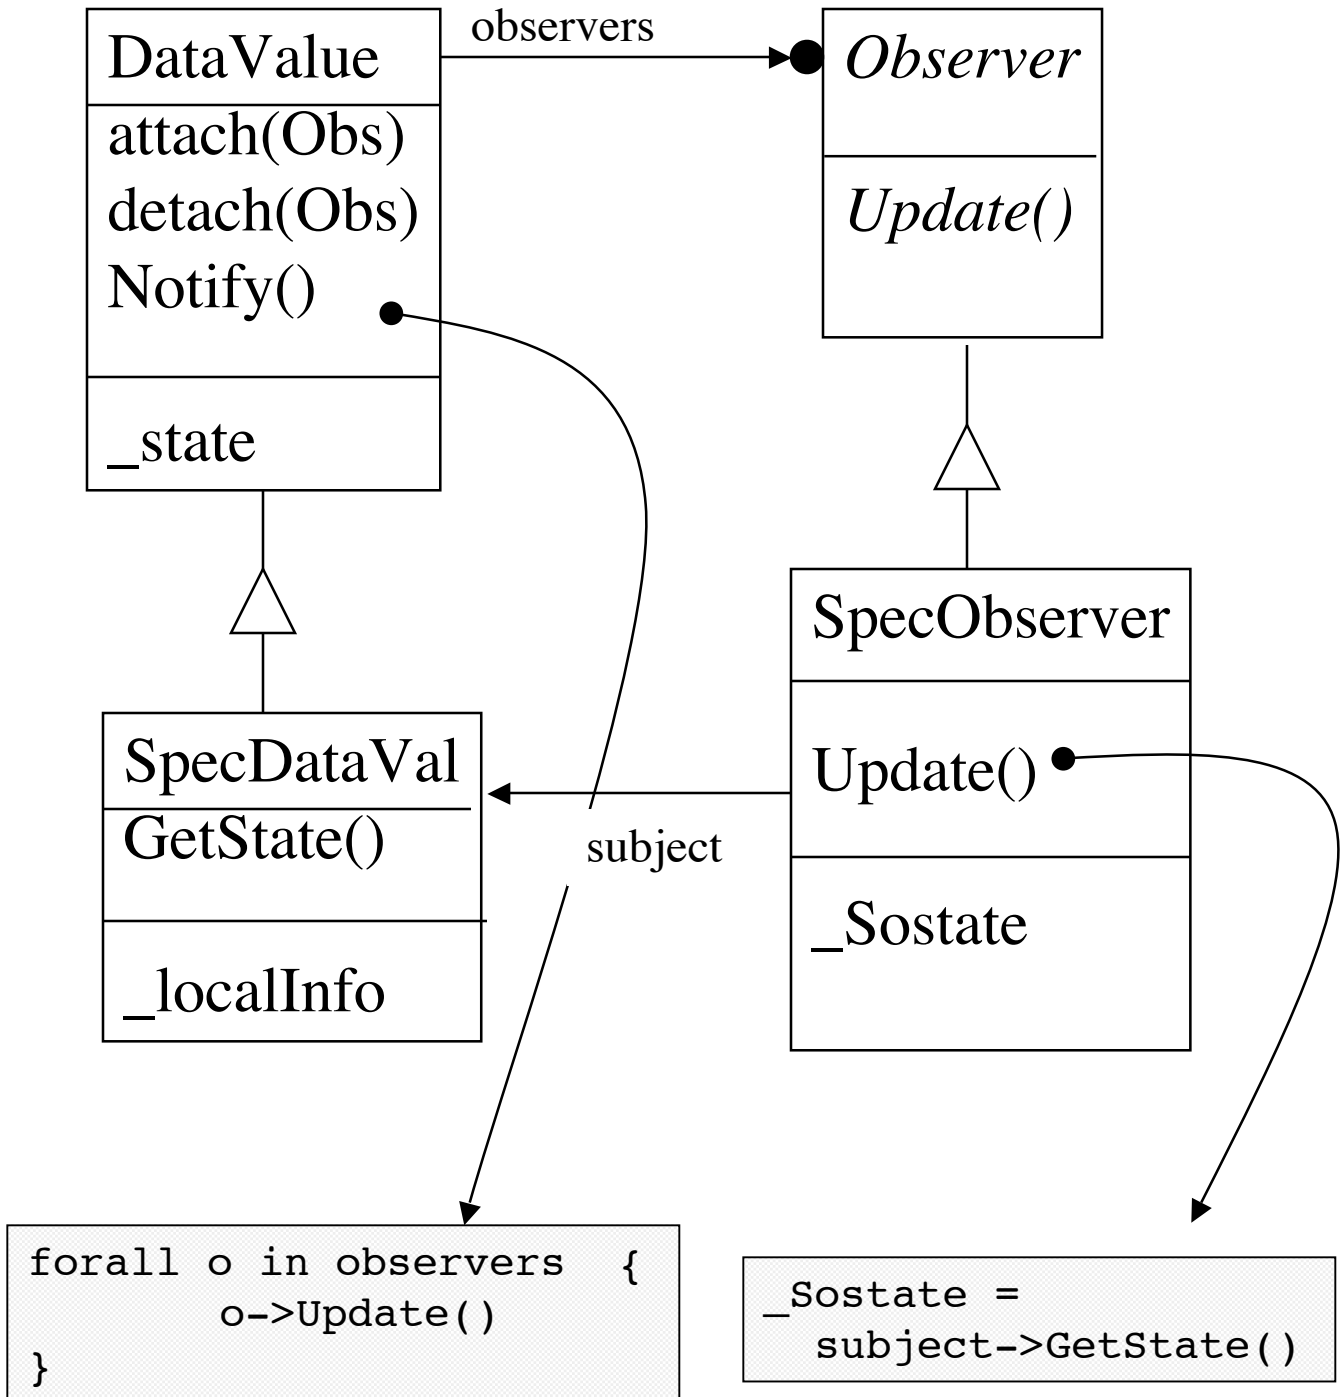 DataValue
attach(Obs)
detach(Obs)
Notify()
_state
observers
Observer
Update()
SpecDataVal
GetState()
_localInfo
subject
SpecObserver
Update()
_Sostate
forall o in observers {
o->Update()
}
_Sostate =
subject->GetState()